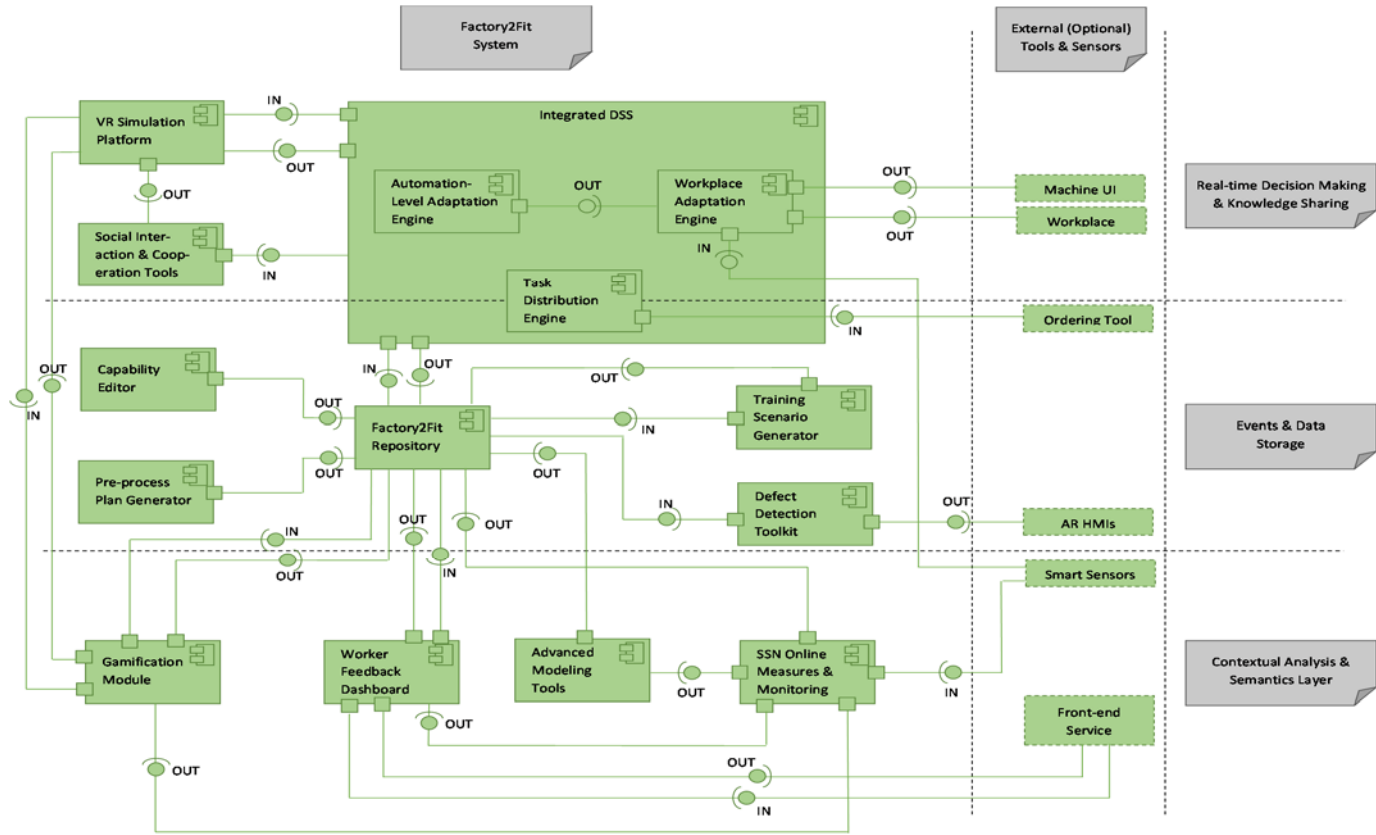 Factory2Fit
System
External (Optional)
Tools & Sensors
VR Simulation
Platform
IN
OUT
Integrated DSS
OUT
Automation-
Level Adaptation
Engine
OUT
Workplace
Adaptation
Engine
OUT
Machine UI
OUT
Workplace
Real-time Decision Making
& Knowledge Sharing
Social Inter-
action & Coop-
eration Tools
IN
IN
Task
Distribution
Engine
IN
Ordering Tool
OUT
IN
Capability
Editor
OUT
IN
OUT
Factory2Fit
Repository
OUT
IN
Training
Scenario
Generator
Events & Data
Storage
Pre-process
Plan Generator
OUT
OUT
IN
Defect
Detection
Toolkit
OUT
AR HMIs
IN
OUT
OUT
IN
OUT
Smart Sensors
Gamification
Module
Worker
Feedback
Dashboard
Advanced
Modeling
Tools
OUT
SSN Online
Measures &
Monitoring
IN
Contextual Analysis &
Semantics Layer
OUT
Front-end
Service
OUT
OUT
IN